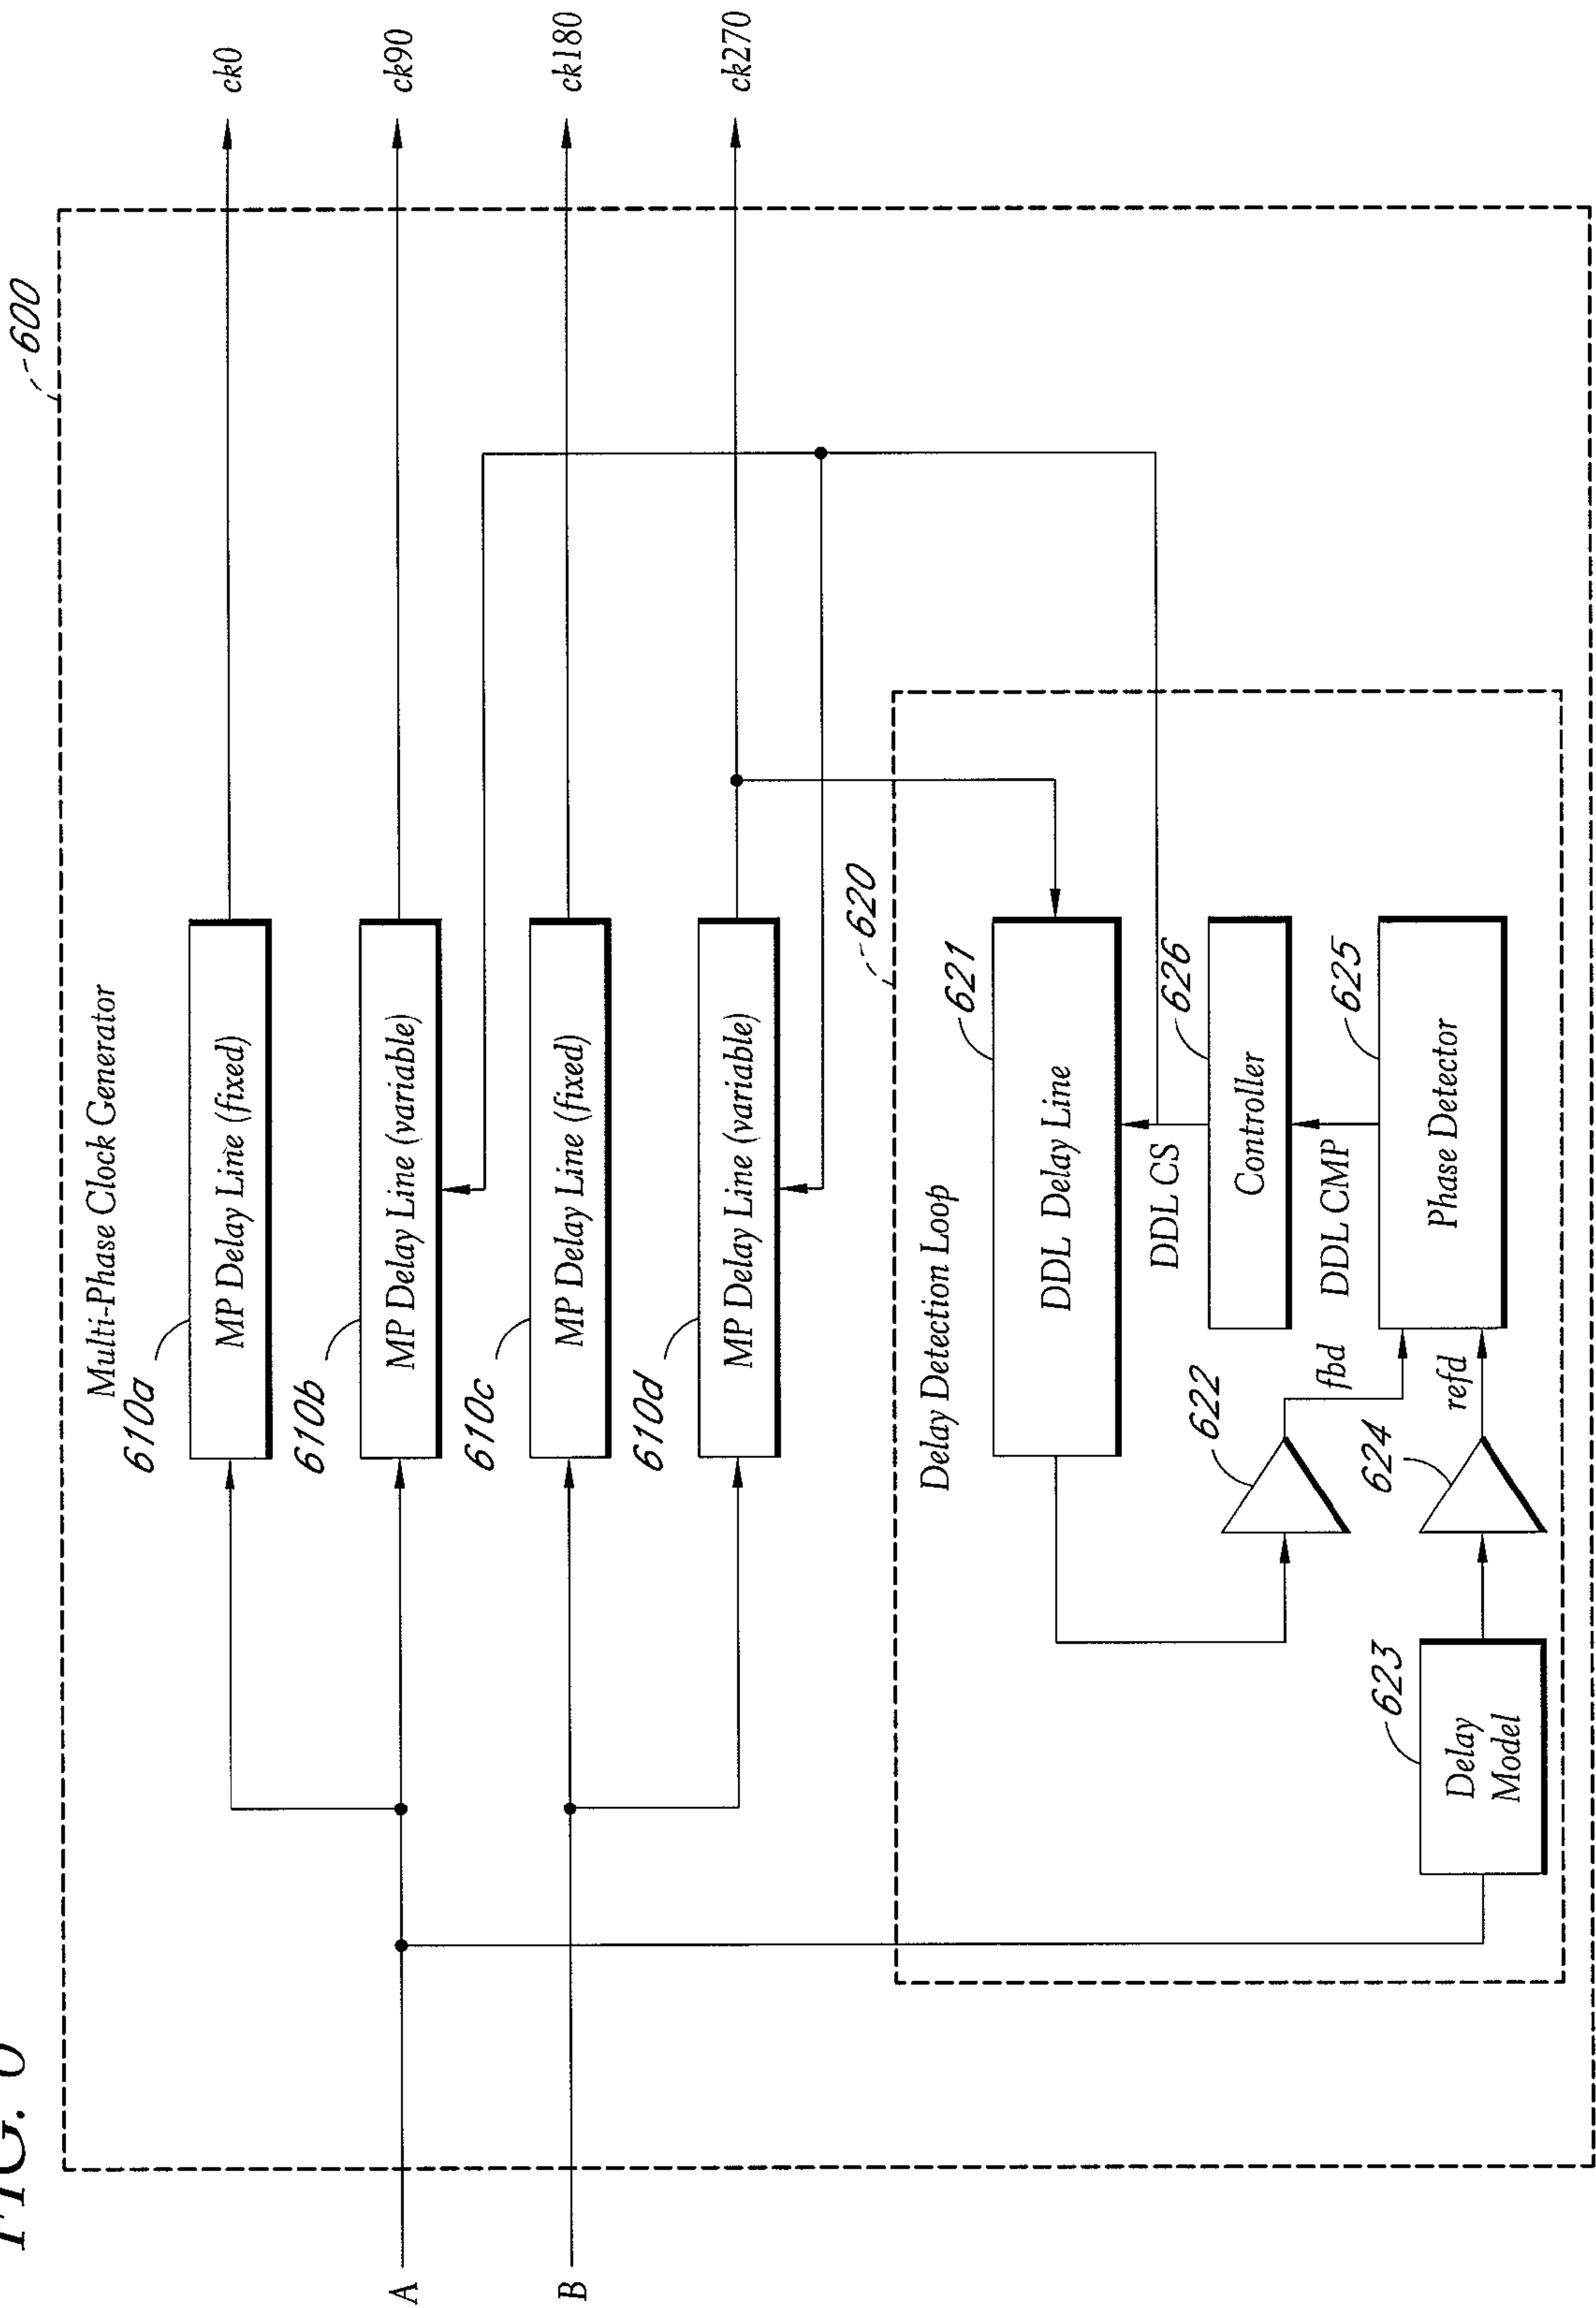 FIG. 6
600
Multi-Phase Clock Generator
610a
MP Delay Line (fixed)
ck0
610b
MP Delay Line (variable)
ck90
610c
MP Delay Line (fixed)
ck180
610d
MP Delay Line (variable)
ck270
A
B
620
Delay Detection Loop
621
DDL Delay Line
DDL CS
626
Controller
DDL CMP
625
Phase Detector
622
fbd
624
refd
623
Delay
Model